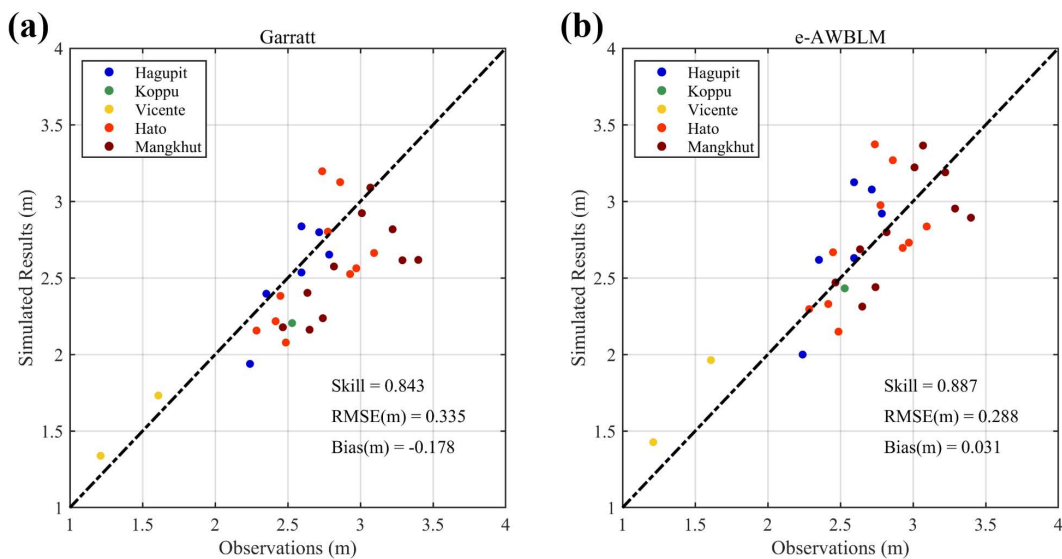 (a)
Garratt
Hagupit
Koppu
Vicente
Hato
Mangkhut
4
3.5
3
2.5
2
1.5
1
Simulated Results (m)
Skill = 0.843
RMSE(m) = 0.335
Bias(m) = -0.178
1 1.5 2 2.5 3 3.5 4
Observations (m)
(b)
e-AWBLM
Hagupit
Koppu
Vicente
Hato
Mangkhut
4
3.5
3
2.5
2
1.5
1
Simulated Results (m)
Skill = 0.887
RMSE(m) = 0.288
Bias(m) = 0.031
1 1.5 2 2.5 3 3.5 4
Observations (m)